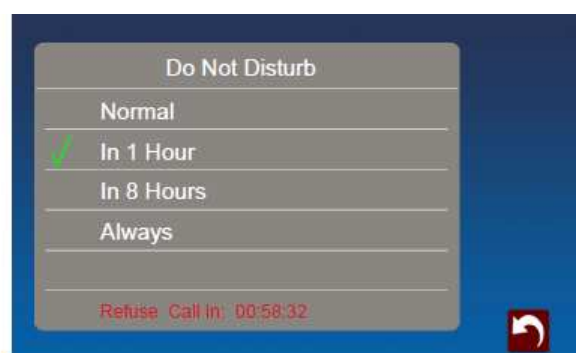 Do Not Disturb
Normal
In 1 Hour
In 8 Hours
Always
Refuse Call In: 00:58:32